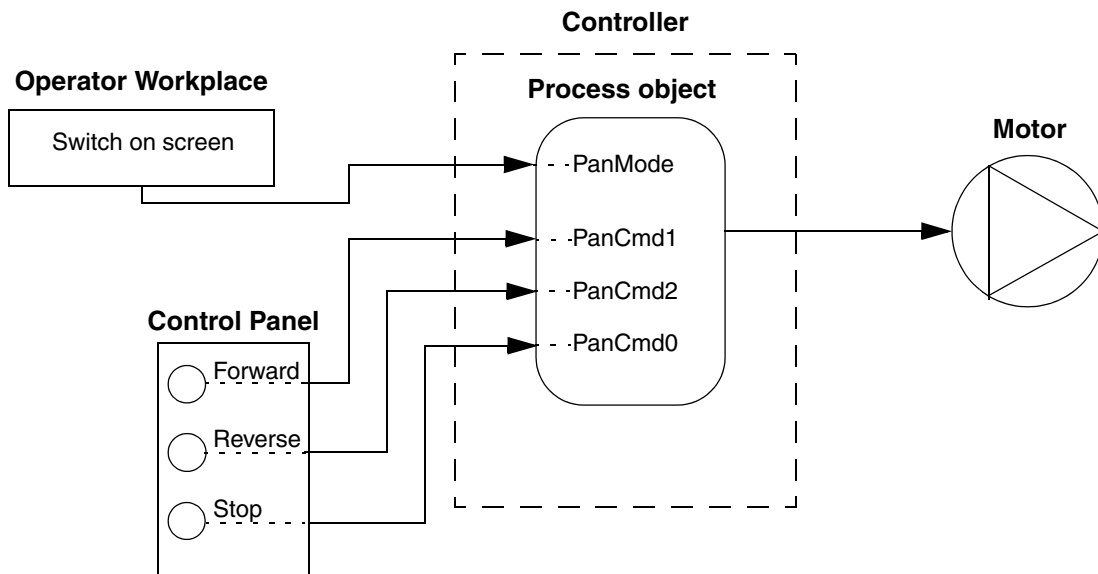 Controller
Operator Workplace
Switch on screen
Process object
Motor
PanMode
PanCmd1
PanCmd2
PanCmd0
Control Panel
Forward
Reverse
Stop